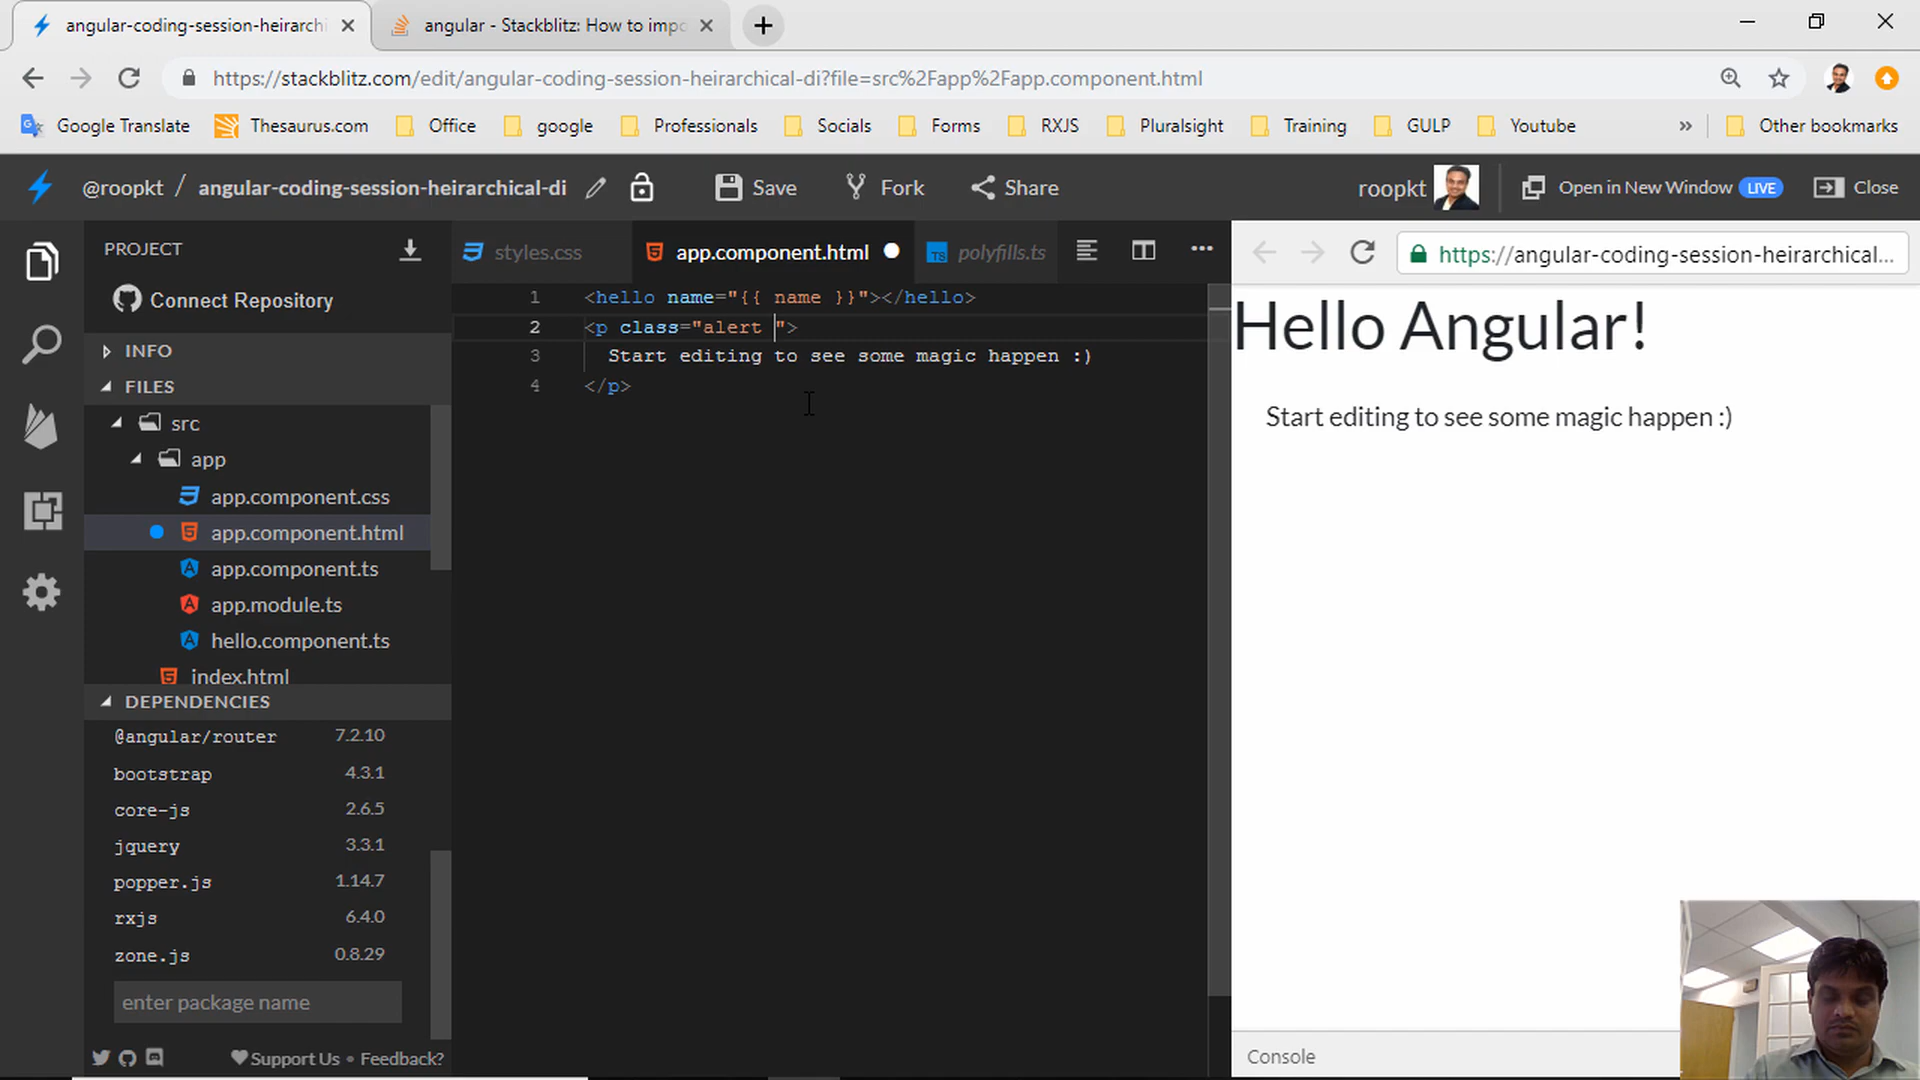 angular-coding-session-heirarchi
angular - Stackblitz: How to impo
https://stackblitz.com/edit/angular-coding-session-heirarchical-di?file=src%2Fapp%2Fapp.component.html
Google Translate
Thesaurus.com
Office
google
Professionals
Socials
Forms
RXJS
Pluralsight
Training
GULP
Youtube
»
Other bookmarks
@roopkt / angular-coding-session-heirarchical-di
Save
Fork
Share
roopkt
Open in New Window LIVE
Close
PROJECT
Connect Repository
INFO
FILES
src
app
app.component.css
app.component.html
app.component.ts
app.module.ts
hello.component.ts
index.html
DEPENDENCIES
@angular/router 7.2.10
bootstrap 4.3.1
core-js 2.6.5
jquery 3.3.1
popper.js 1.14.7
rxjs 6.4.0
zone.js 0.8.29
enter package name
Support Us • Feedback?
styles.css
app.component.html
TS polyfills.ts
1 <hello name="{{ name }}"></hello>
2 <p class="alert ">
3 Start editing to see some magic happen :)
4 </p>
https://angular-coding-session-heirarchical...
Hello Angular!
Start editing to see some magic happen :)
Console